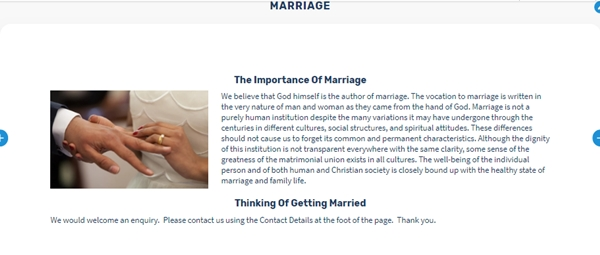 MARRIAGE
The Importance Of Marriage
We believe that God himself is the author of marriage. The vocation to marriage is written in
the very nature of man and woman as they came from the hand of God. Marriage is not a
purely human institution despite the many variations it may have undergone through the
centuries in different cultures, social structures, and spiritual attitudes. These differences
should not cause us to forget its common and permanent characteristics. Although the dignity
of this institution is not transparent everywhere with the same clarity, some sense of the
greatness of the matrimonial union exists in all cultures. The well-being of the individual
person and of both human and Christian society is closely bound up with the healthy state of
marriage and family life.
Thinking Of Getting Married
We would welcome an enquiry. Please contact us using the Contact Details at the foot of the page. Thank you.